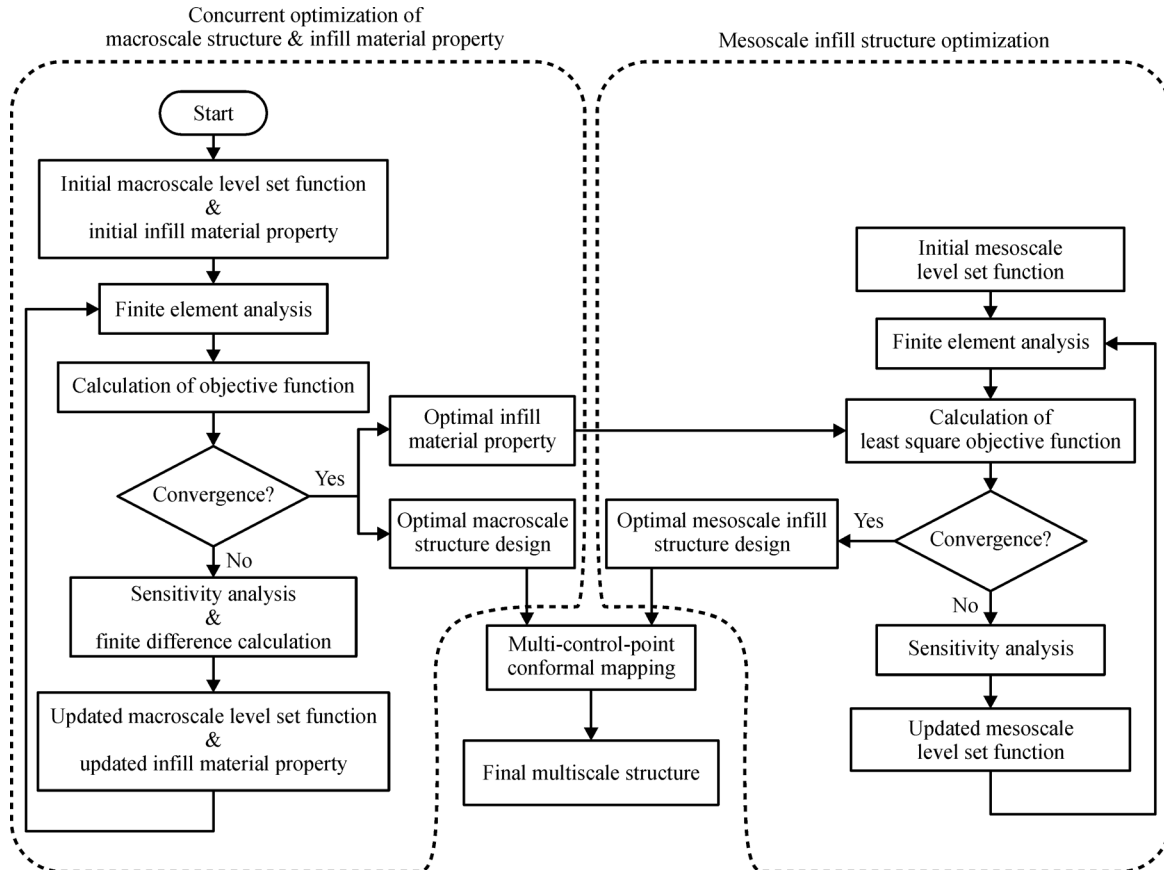 Concurrent optimization of
macroscale structure & infill material property
Start
Initial macroscale level set function
&
initial infill material property
Finite element analysis
Calculation of objective function
Convergence?
Yes
No
Optimal infill
material property
Optimal macroscale
structure design
Sensitivity analysis
&
finite difference calculation
Updated macroscale level set function
&
updated infill material property
Mesoscale infill structure optimization
Initial mesoscale
level set function
Finite element analysis
Calculation of
least square objective function
Convergence?
Yes
No
Optimal mesoscale infill
structure design
Sensitivity analysis
Updated mesoscale
level set function
Multi-control-point
conformal mapping
Final multiscale structure